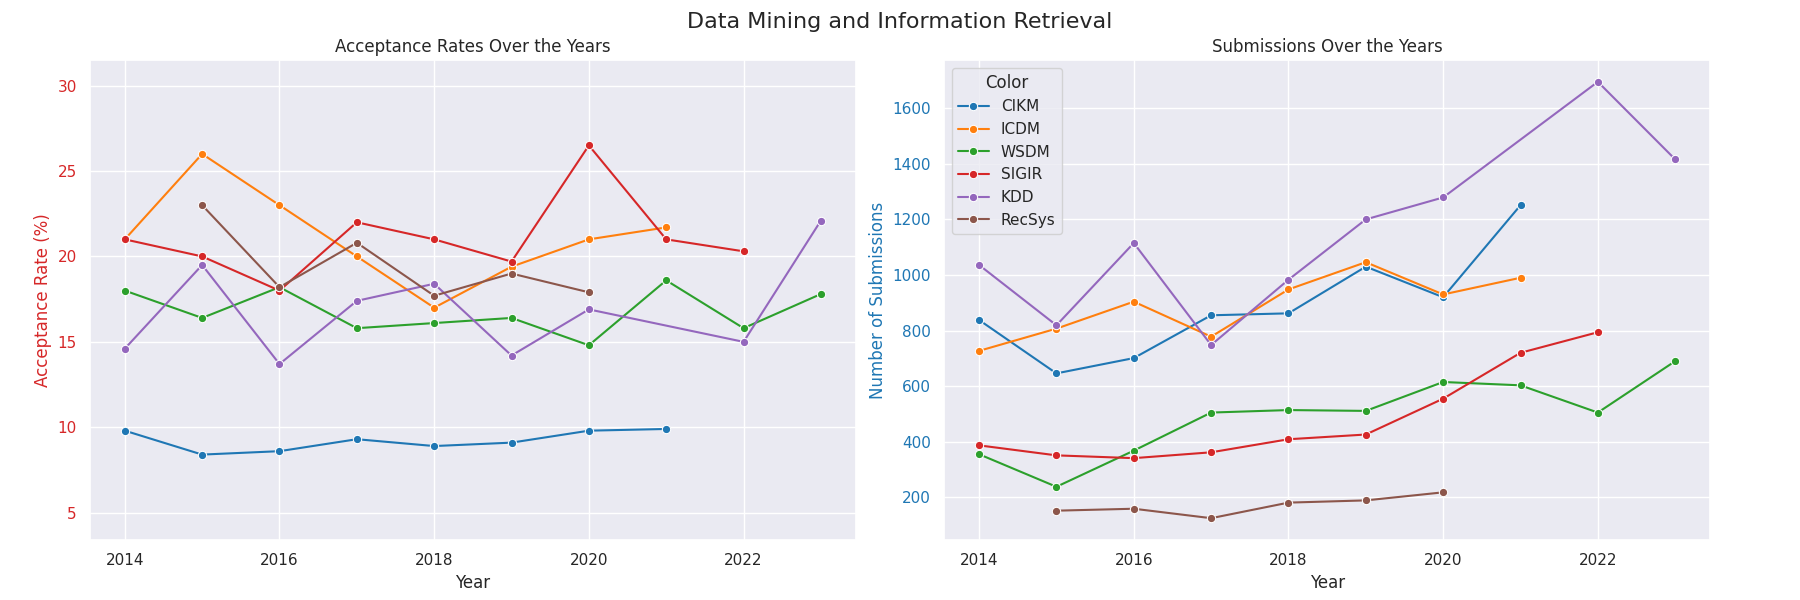 Data Mining and Information Retrieval
Acceptance Rates Over the Years
Acceptance Rate (%)
30
25
20
15
10
5
2014 2016 2018 2020 2022
Year
Submissions Over the Years
Number of Submissions
1600
1400
1200
1000
800
600
400
200
Color
CIKM
ICDM
WSDM
SIGIR
KDD
RecSys
2014 2016 2018 2020 2022
Year